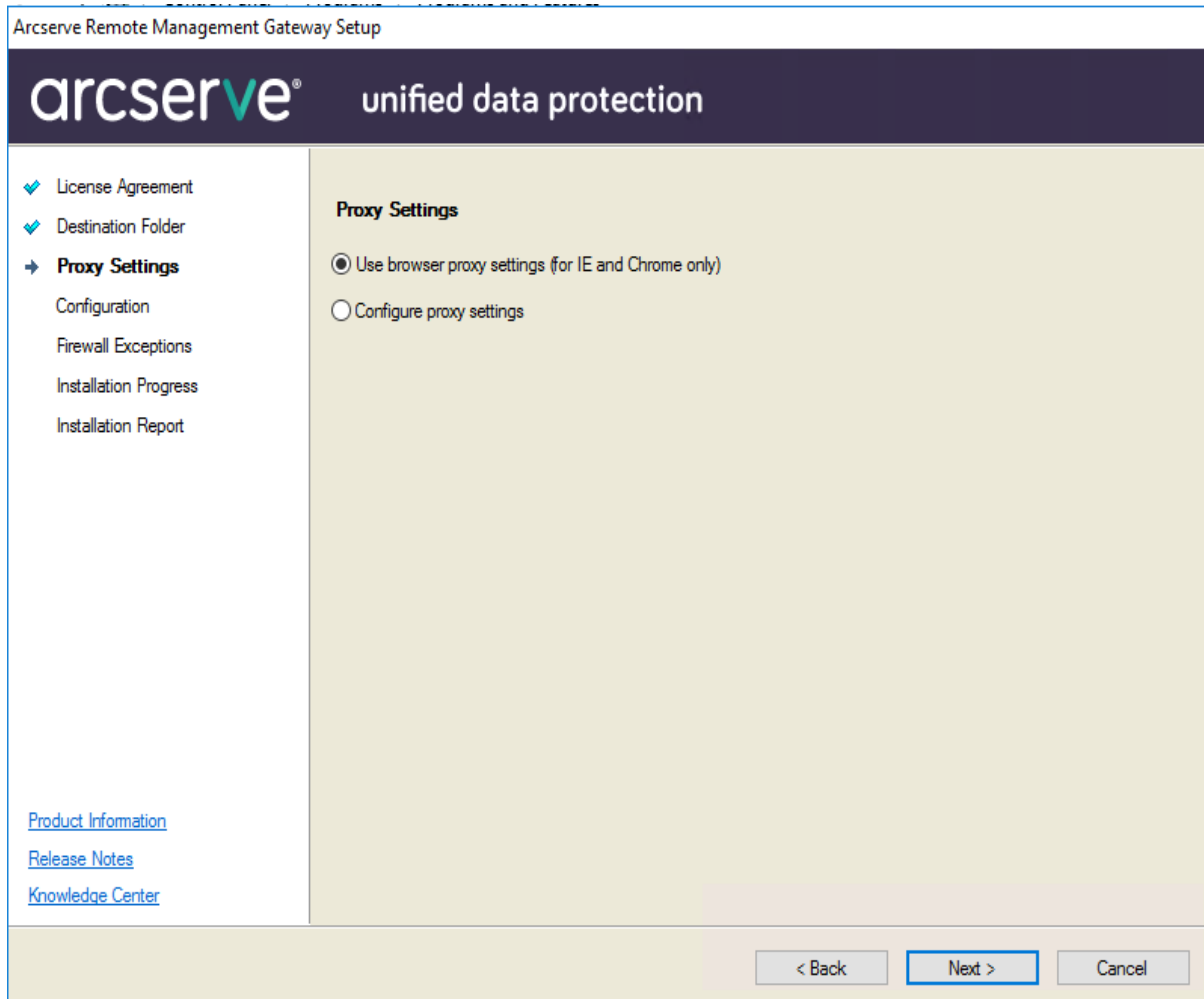 Arcserve Remote Management Gateway Setup
arcserve® unified data protection
License Agreement
Destination Folder
Proxy Settings
Configuration
Firewall Exceptions
Installation Progress
Installation Report
Proxy Settings
Use browser proxy settings (for IE and Chrome only)
Configure proxy settings
Product Information
Release Notes
Knowledge Center
< Back
Next >
Cancel